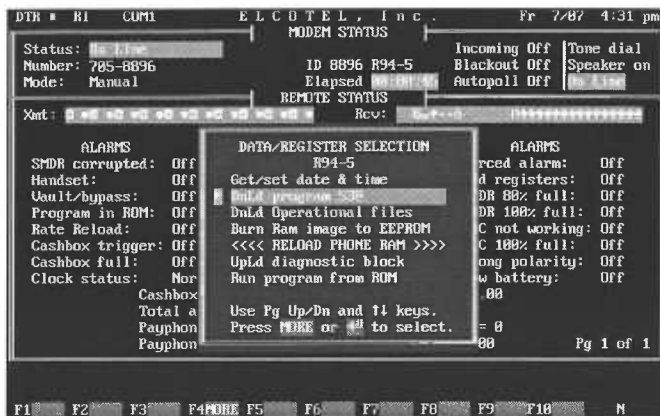 DTR ■ RI COM1 E L C O T E L , I n c . Fr 7/07 4:31 pm
MODEM STATUS
Status: On Line Incoming Off Tone dial
Number: 705-8896 ID 8896 R94-5 Blackout Off Speaker on
Mode: Manual Elapsed Autopoll Off On Line
REMOTE STATUS
Xmt: Rcv:
ALARMS DATA/REGISTER SELECTION ALARMS
SMDR corrupted: Off R94-5 rced alarm: Off
Handset: Off Get/set date & time d registers: Off
Vault/bypass: Off DnLd program DR 80% full: Off
Program in ROM: Off DnLd Operational files DR 100% full: Off
Rate Reload: Off Burn Ram image to EEPROM C not working: Off
Cashbox trigger: Off <<<< RELOAD PHONE RAM >>>> C 100% full: Off
Cashbox full: Off UpLd diagnostic block ong polarity: Off
Clock status: Nor Run program from ROM w battery: Off
Cashbox .00
Total a Use Pg Up/Dn and ↑↓ keys.
Payphon Press MORE or ◄┘ to select. = 0
Payphon 00 Pg 1 of 1
F1 F2 F3 F4MORE F5 F6 F7 F8 F9 F10 N